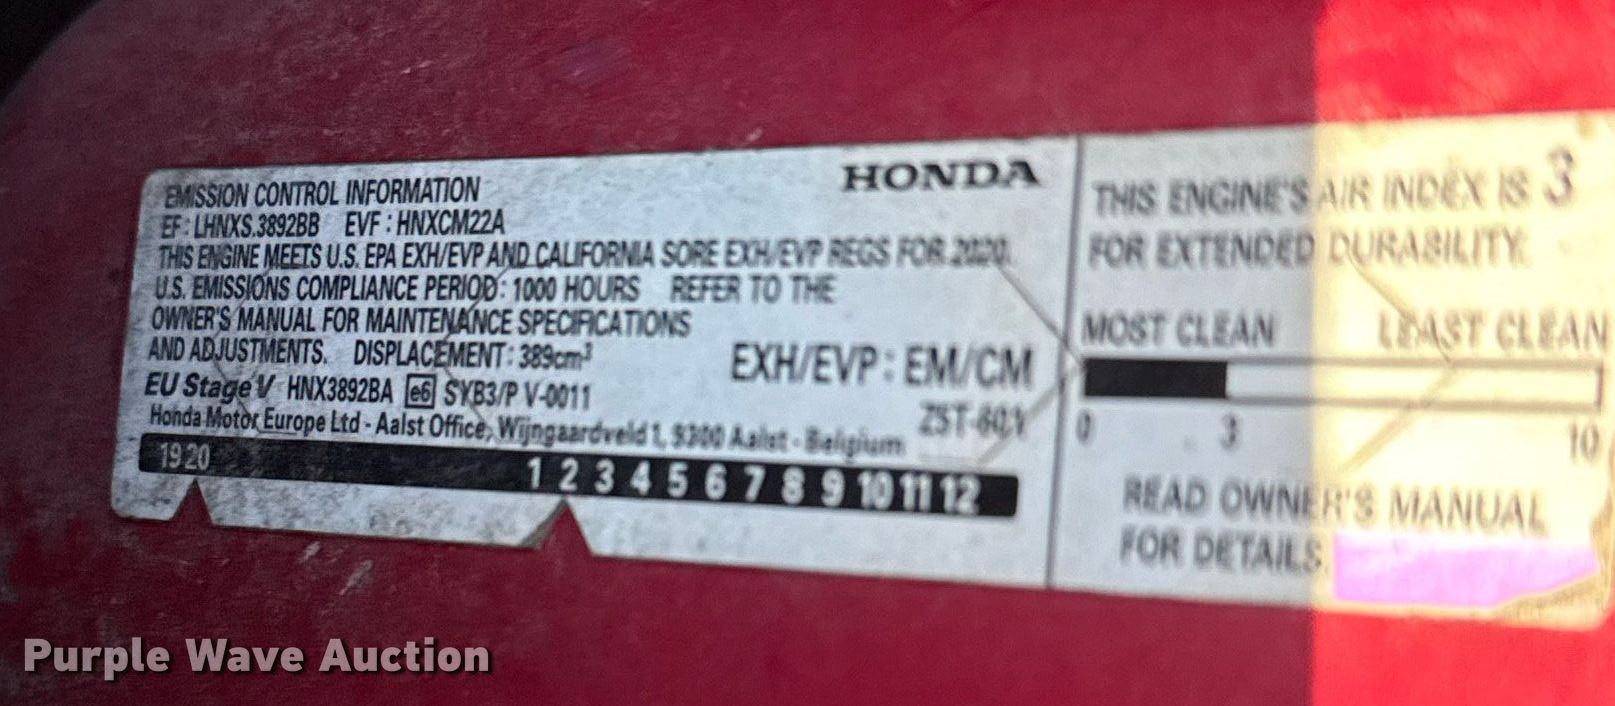 EMISSION CONTROL INFORMATION
HONDA
EF : LHNXS.3892BB EVF : HNXCM22A
THIS ENGINE MEETS U.S. EPA EXH/EVP AND CALIFORNIA SORE EXH/EVP REGS FOR 2020.
U.S. EMISSIONS COMPLIANCE PERIOD : 1000 HOURS REFER TO THE
OWNER'S MANUAL FOR MAINTENANCE SPECIFICATIONS
AND ADJUSTMENTS. DISPLACEMENT : 389cm³
EXH/EVP : EM/CM
EU Stage V HNX3892BA e6 SYB3/P V-0011
Honda Motor Europe Ltd - Aalst Office, Wijngaardveld 1, 9300 Aalst - Belgium
19 20 1 2 3 4 5 6 7 8 9 10 11 12
THIS ENGINE'S AIR INDEX IS 3
FOR EXTENDED DURABILITY.
MOST CLEAN LEAST CLEAN
0 3 10
READ OWNER'S MANUAL
FOR DETAILS.
Purple Wave Auction